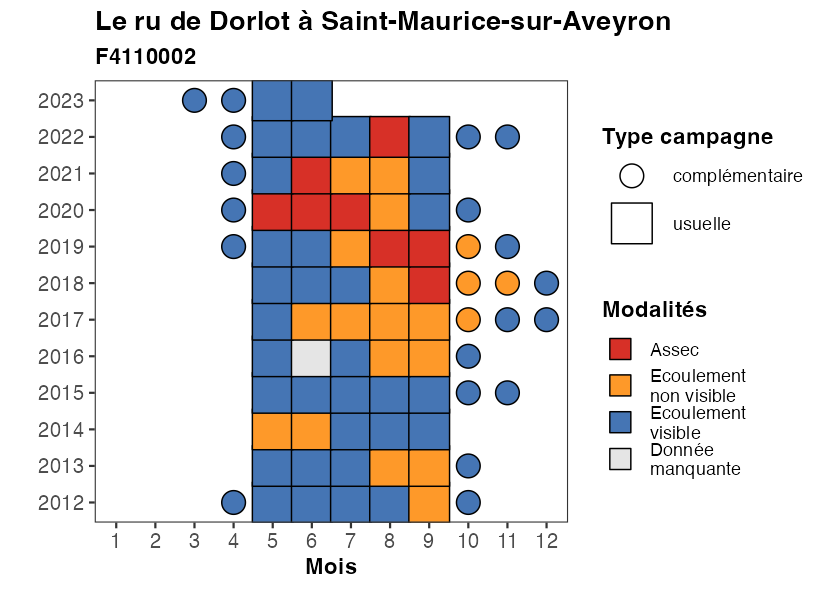 Le ru de Dorlot à Saint-Maurice-sur-Aveyron
F4110002
2023
2022
2021
2020
2019
2018
2017
2016
2015
2014
2013
2012
1 2 3 4 5 6 7 8 9 10 11 12
Mois
Type campagne
complémentaire
usuelle
Modalités
Assec
Ecoulement
non visible
Ecoulement
visible
Donnée
manquante